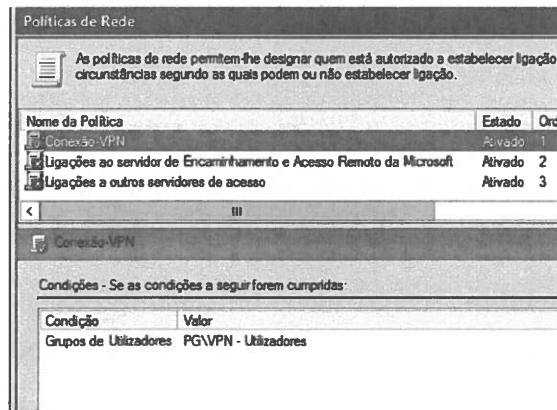 Políticas de Rede
As políticas de rede permitem-lhe designar quem está autorizado a estabelecer ligação
circunstâncias segundo as quais podem ou não estabelecer ligação.
Nome da Política Estado Ord
Conexão-VPN Ativado 1
Ligações ao servidor de Encaminhamento e Acesso Remoto da Microsoft Ativado 2
Ligações a outros servidores de acesso Ativado 3
Conexão-VPN
Condições - Se as condições a seguir forem cumpridas:
Condição Valor
Grupos de Utilizadores PG\VPN - Utilizadores